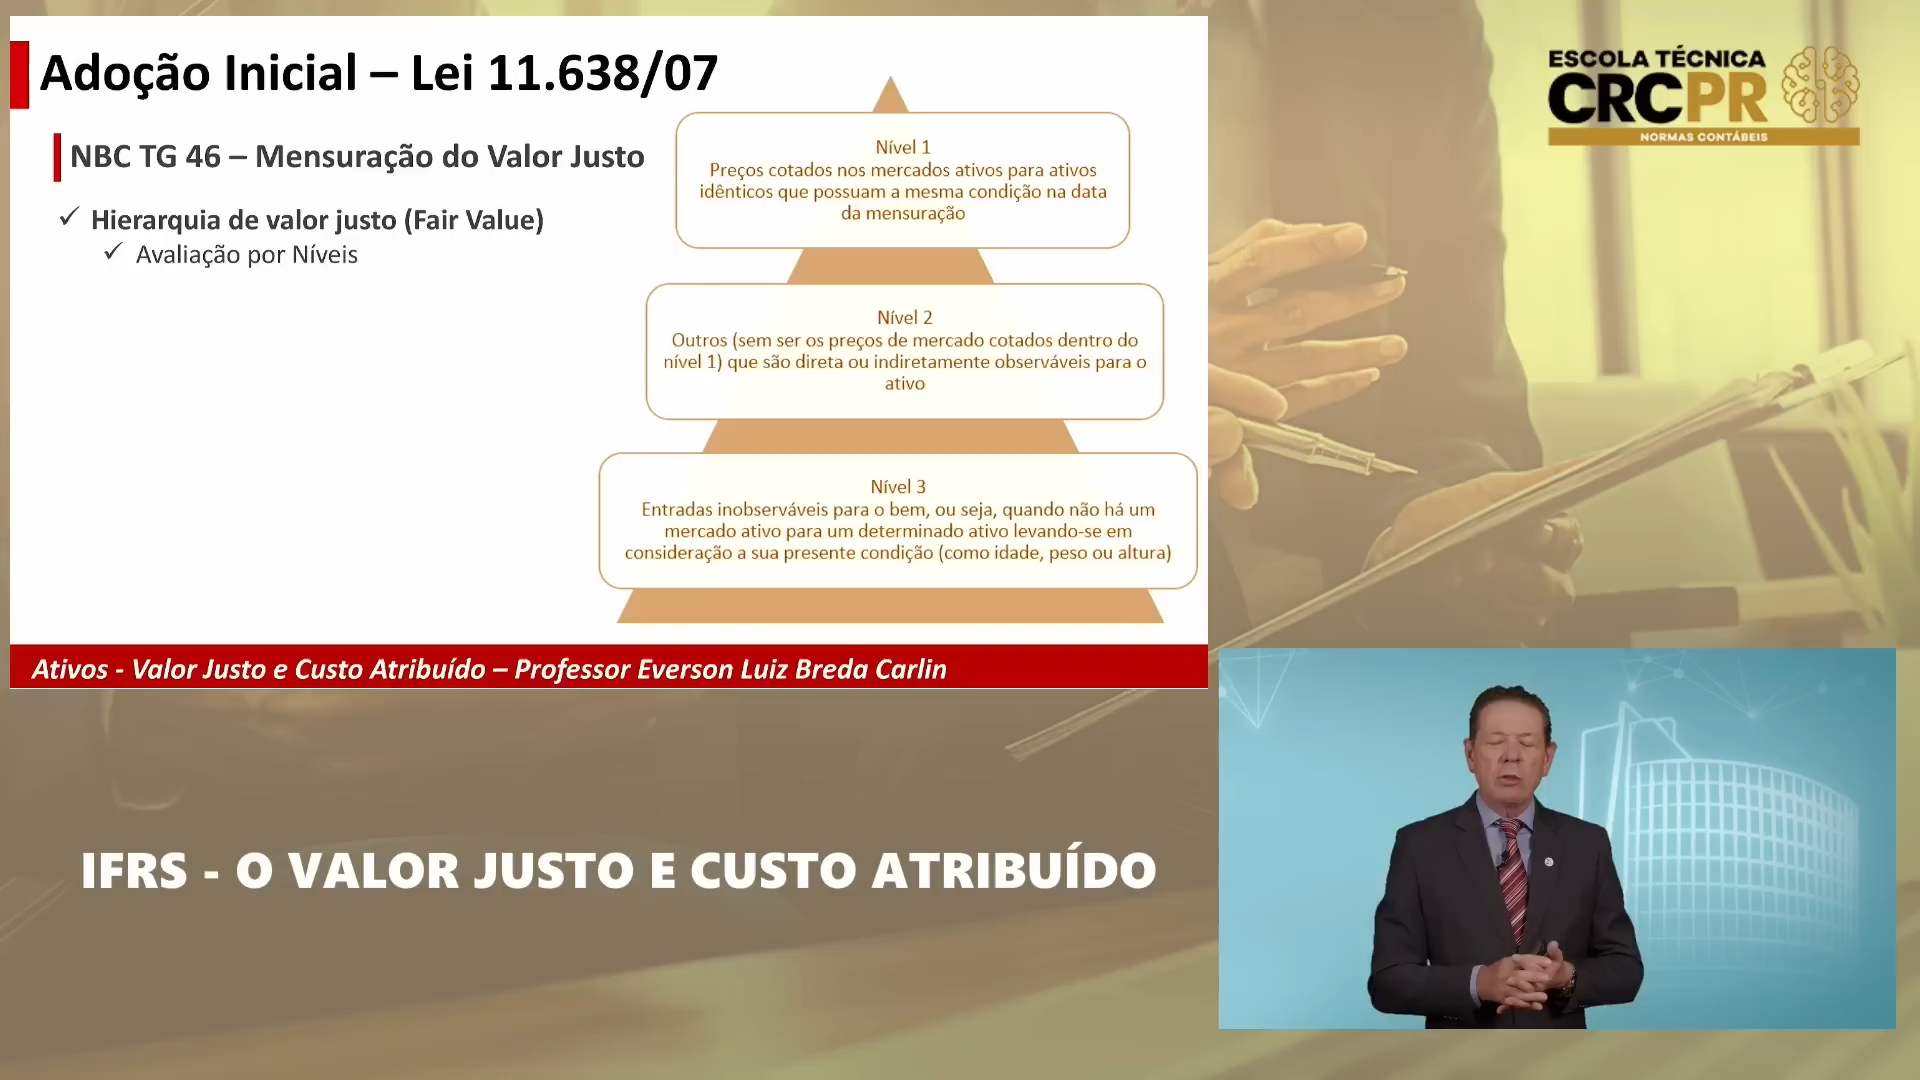 Adoção Inicial – Lei 11.638/07
NBC TG 46 – Mensuração do Valor Justo
✓ Hierarquia de valor justo (Fair Value)
✓ Avaliação por Níveis
Nível 1
Preços cotados nos mercados ativos para ativos
idênticos que possuam a mesma condição na data
da mensuração
Nível 2
Outros (sem ser os preços de mercado cotados dentro do
nível 1) que são direta ou indiretamente observáveis para o
ativo
Nível 3
Entradas inobserváveis para o bem, ou seja, quando não há um
mercado ativo para um determinado ativo levando-se em
consideração a sua presente condição (como idade, peso ou altura)
Ativos - Valor Justo e Custo Atribuído – Professor Everson Luiz Breda Carlin
ESCOLA TÉCNICA
CRCPR
NORMAS CONTÁBEIS
IFRS - O VALOR JUSTO E CUSTO ATRIBUÍDO